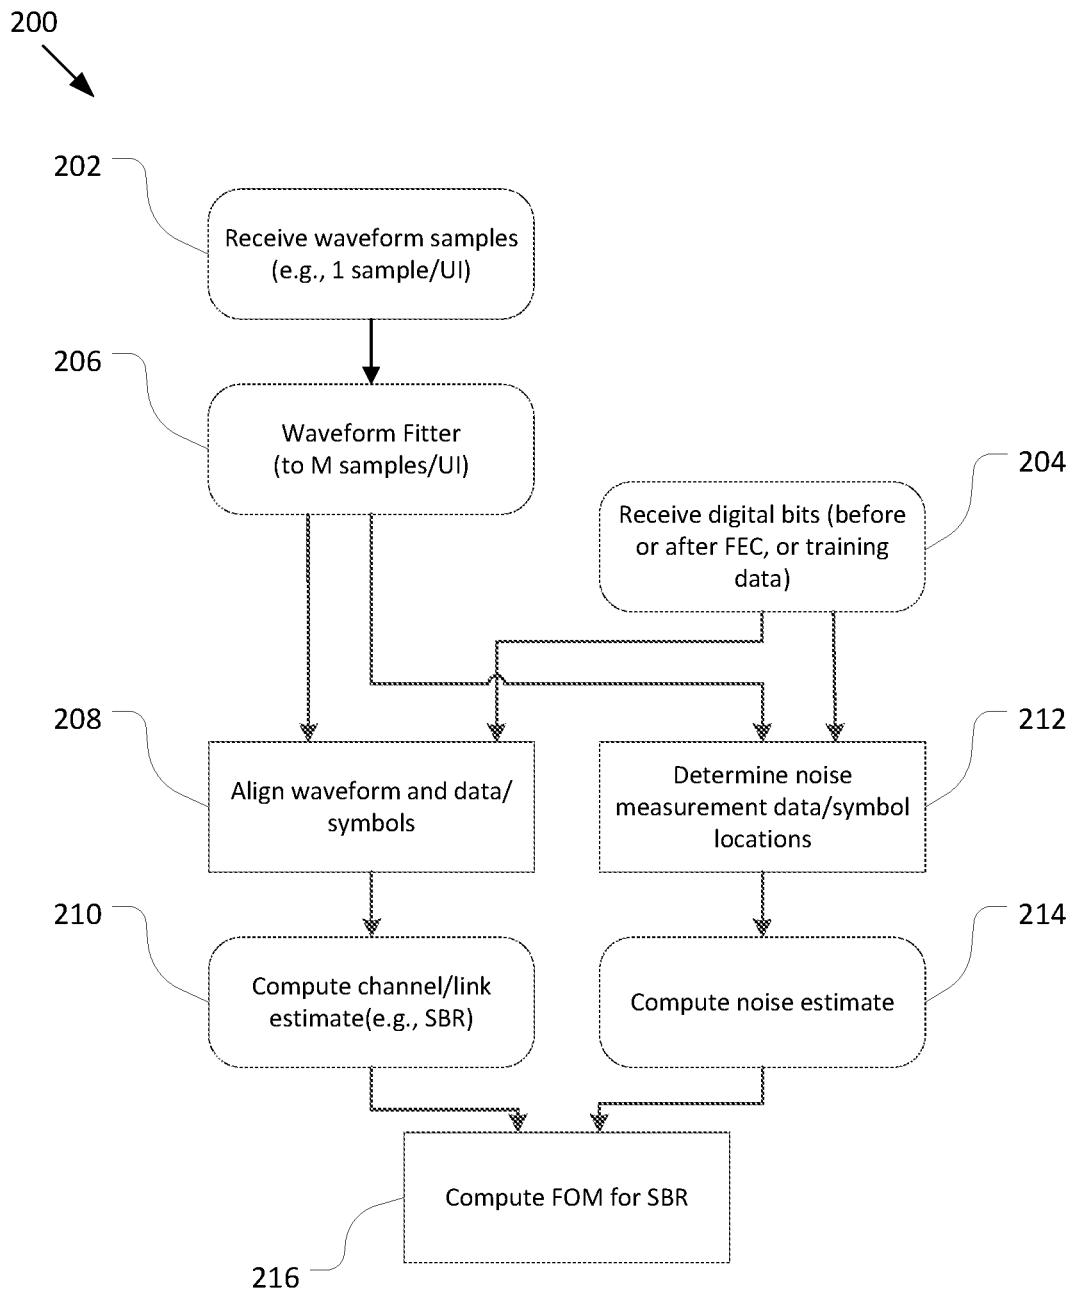 200
202
Receive waveform samples
(e.g., 1 sample/UI)
206
Waveform Fitter
(to M samples/UI)
204
Receive digital bits (before
or after FEC, or training
data)
208
Align waveform and data/
symbols
212
Determine noise
measurement data/symbol
locations
210
Compute channel/link
estimate(e.g., SBR)
214
Compute noise estimate
Compute FOM for SBR
216